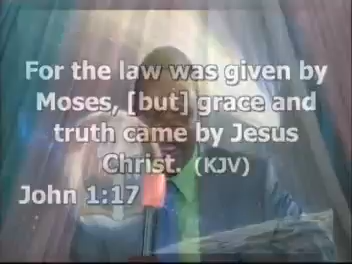 For the law was given by
Moses, [but] grace and
truth came by Jesus
Christ. (KJV)
John 1:17